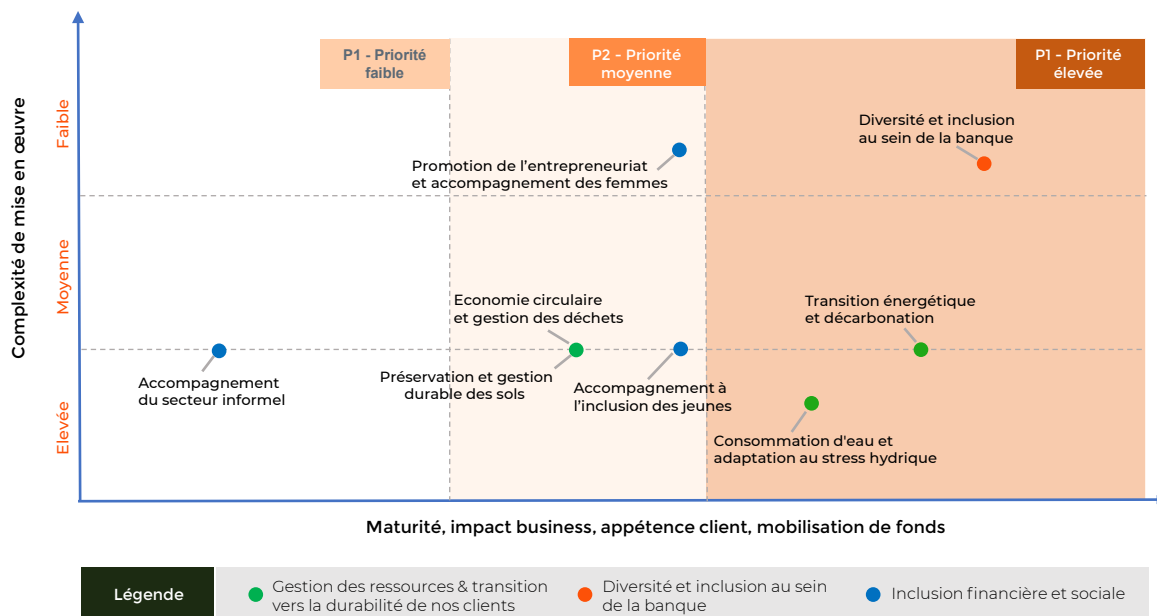 P1 - Priorité
faible
P2 - Priorité
moyenne
P1 - Priorité
élevée
Complexité de mise en œuvre
Faible
Moyenne
Elevée
Diversité et inclusion
au sein de la banque
Promotion de l'entrepreneuriat
et accompagnement des femmes
Economie circulaire
et gestion des déchets
Transition énergétique
et décarbonation
Accompagnement
du secteur informel
Préservation et gestion
durable des sols
Accompagnement à
l'inclusion des jeunes
Consommation d'eau et
adaptation au stress hydrique
Maturité, impact business, appétence client, mobilisation de fonds
Légende
Gestion des ressources & transition
vers la durabilité de nos clients
Diversité et inclusion au sein
de la banque
Inclusion financière et sociale